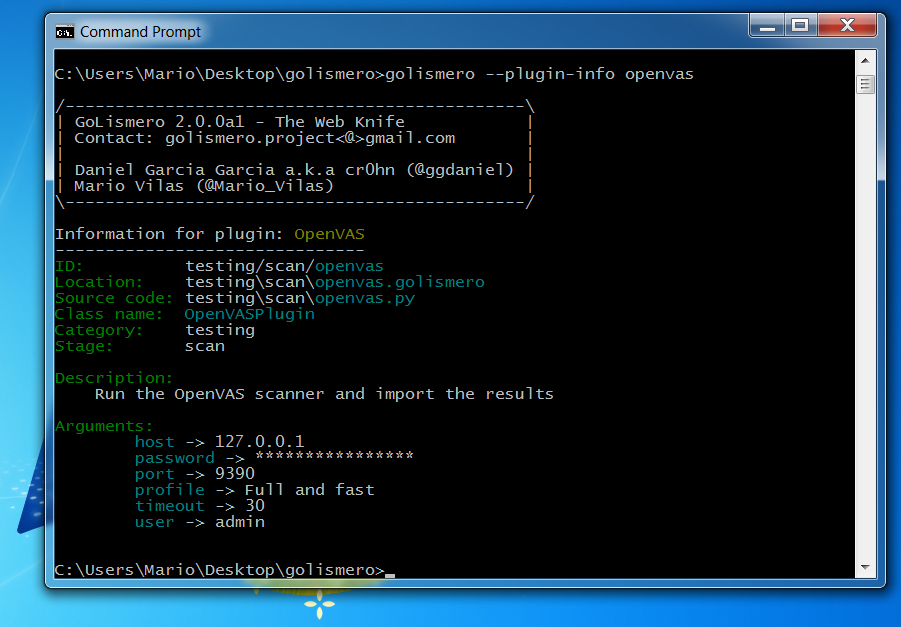 Command Prompt
C:\Users\Mario\Desktop\golismero>golismero --plugin-info openvas
/----------------------------------------------\
| GoLismero 2.0.0a1 - The Web Knife            |
| Contact: golismero.project<@>gmail.com       |
|                                              |
| Daniel Garcia Garcia a.k.a cr0hn (@ggdaniel) |
| Mario Vilas (@Mario_Vilas)                   |
\----------------------------------------------/
Information for plugin: OpenVAS
-------------------------------
ID:          testing/scan/openvas
Location:    testing\scan\openvas.golismero
Source code: testing\scan\openvas.py
Class name:  OpenVASPlugin
Category:    testing
Stage:       scan
Description:
    Run the OpenVAS scanner and import the results
Arguments:
        host -> 127.0.0.1
        password -> ****************
        port -> 9390
        profile -> Full and fast
        timeout -> 30
        user -> admin
C:\Users\Mario\Desktop\golismero>_